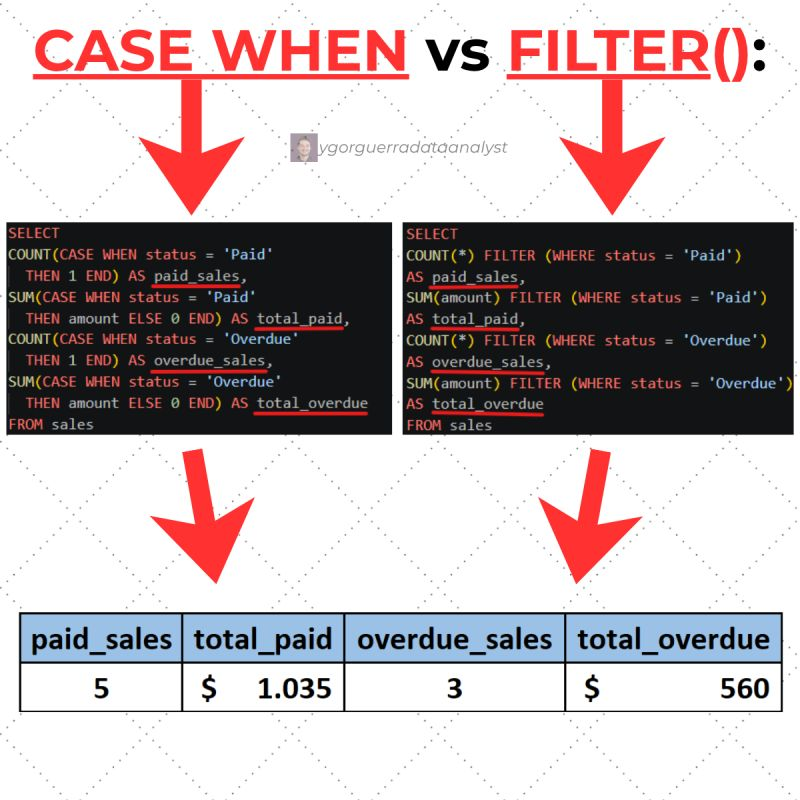 CASE WHEN vs FILTER():
ygorguerradataanalyst
SELECT
COUNT(CASE WHEN status = 'Paid'
THEN 1 END) AS paid_sales,
SUM(CASE WHEN status = 'Paid'
THEN amount ELSE 0 END) AS total_paid,
COUNT(CASE WHEN status = 'Overdue'
THEN 1 END) AS overdue_sales,
SUM(CASE WHEN status = 'Overdue'
THEN amount ELSE 0 END) AS total_overdue
FROM sales
SELECT
COUNT(*) FILTER (WHERE status = 'Paid')
AS paid_sales,
SUM(amount) FILTER (WHERE status = 'Paid')
AS total_paid,
COUNT(*) FILTER (WHERE status = 'Overdue')
AS overdue_sales,
SUM(amount) FILTER (WHERE status = 'Overdue')
AS total_overdue
FROM sales
paid_sales total_paid overdue_sales total_overdue
5 $ 1.035 3 $ 560